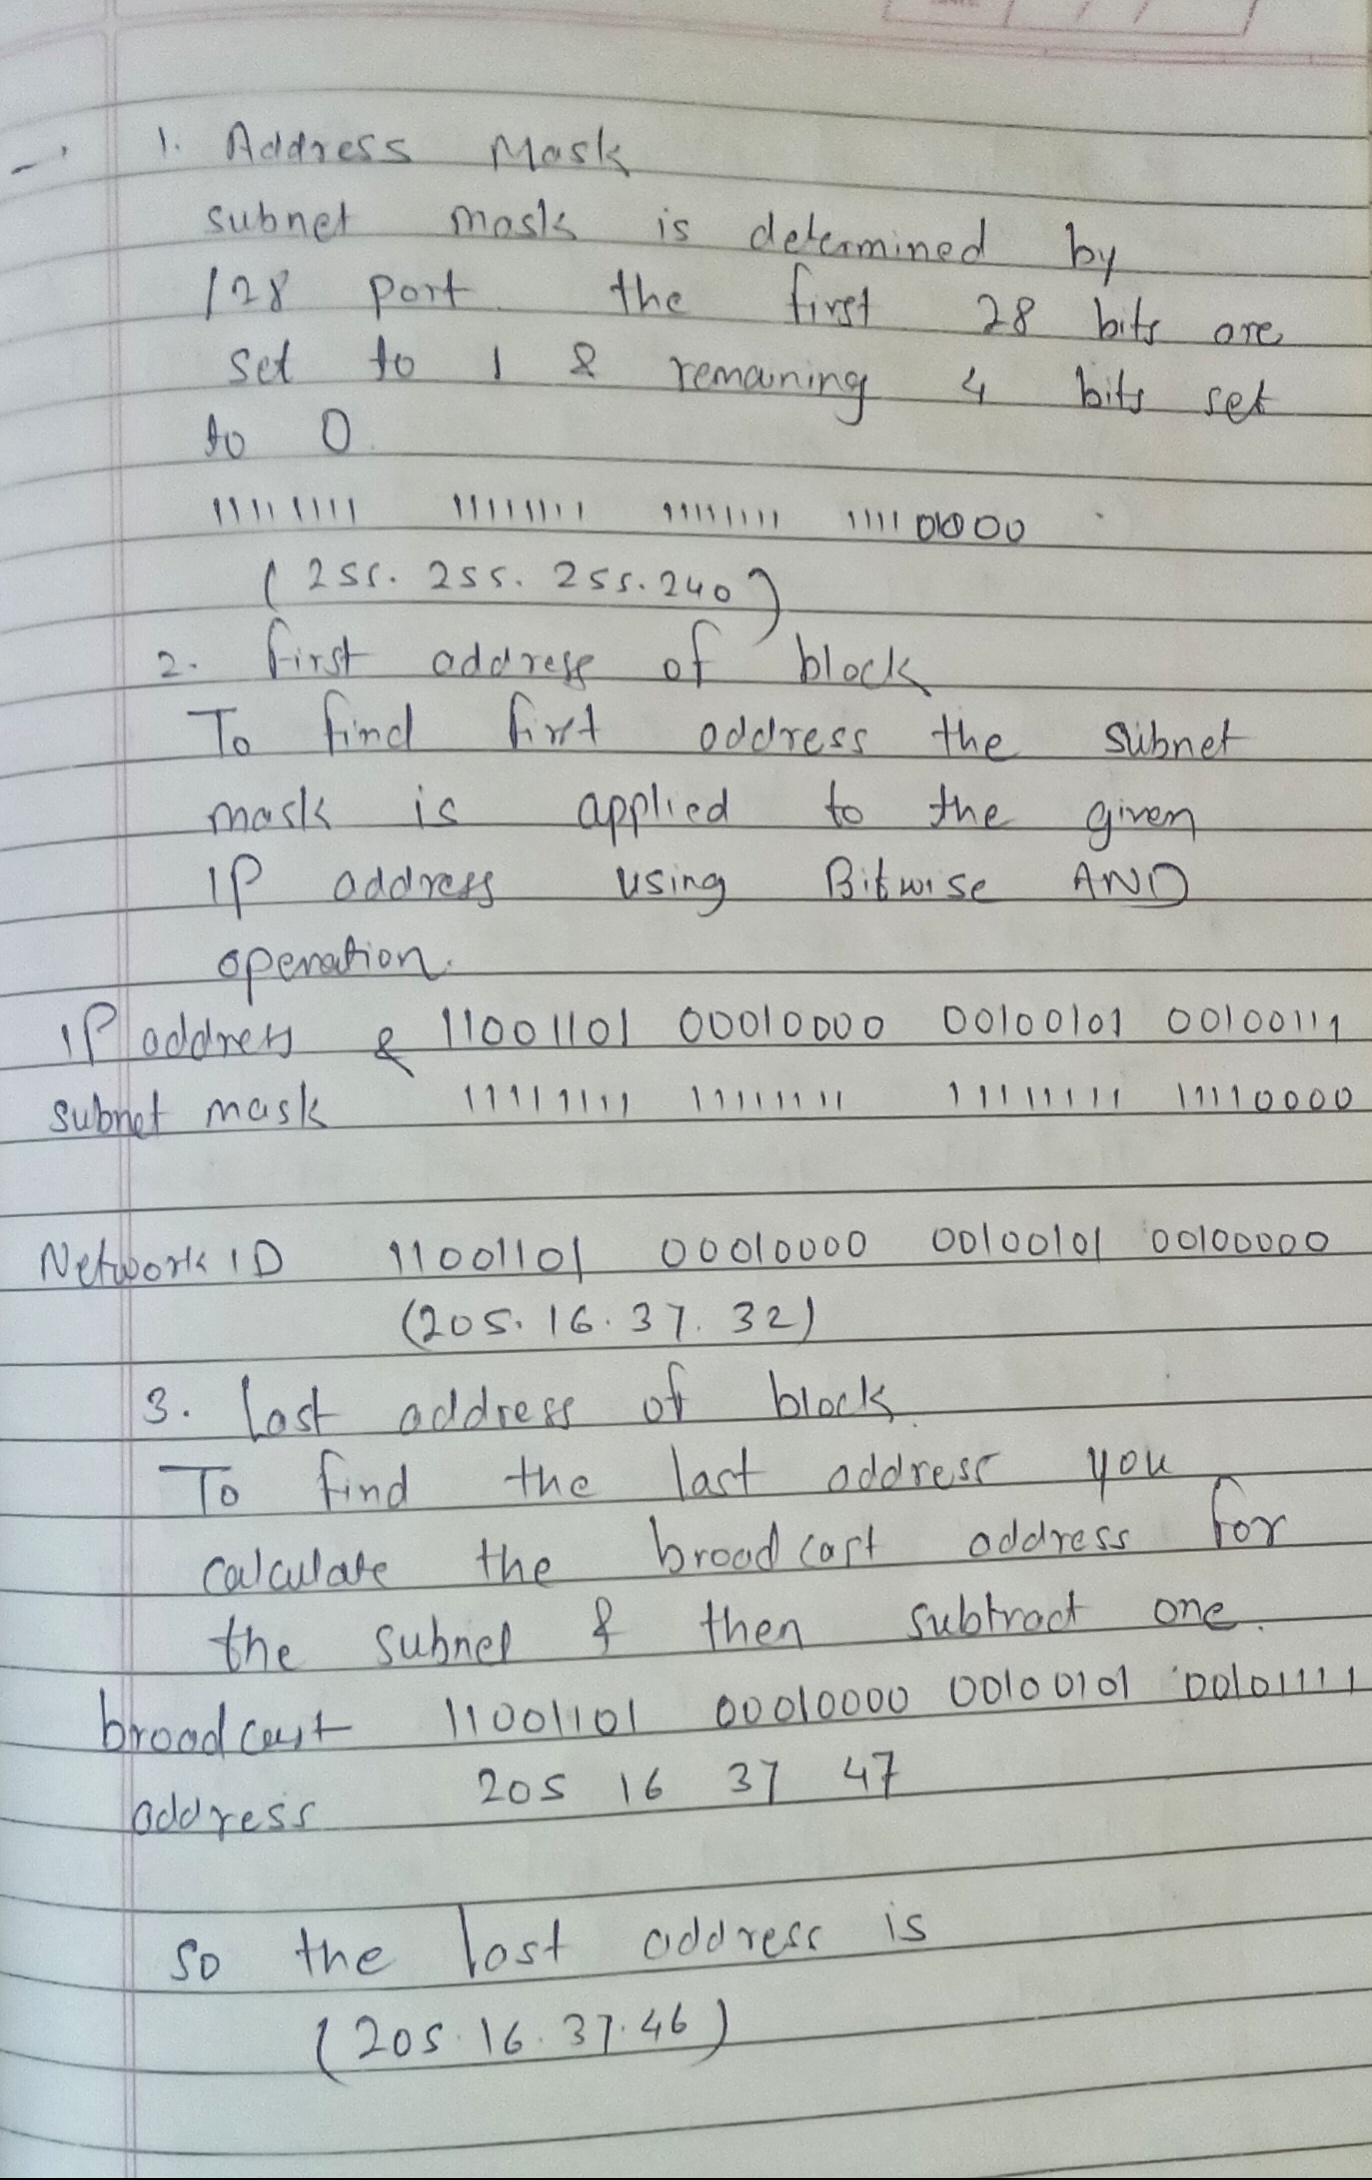 1. Address Mask
subnet mask is determined by
/28 part the first 28 bits are
set to 1 & remaining 4 bits set
to 0.
11111111 11111111 11111111 11110000
(255.255.255.240)
2. first address of block
To find first address the subnet
mask is applied to the given
IP address using Bitwise AND
operation.
IP address & 11001101 00010000 00100101 00100111
subnet mask 11111111 11111111 11111111 11110000
Network ID 11001101 00010000 00100101 00100000
(205.16.37.32)
3. Last address of block.
To find the last address you
calculate the broadcast address for
the subnet & then subtract one.
broadcast 11001101 00010000 00100101 00101111
address 205 16 37 47
so the last address is
(205.16.37.46)